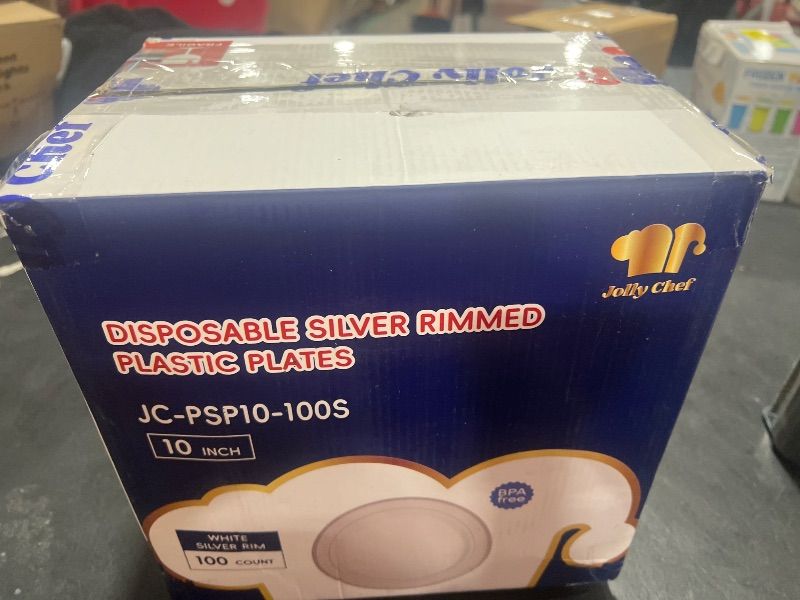 FRAGILE
Jolly Chef
Chef
Jolly Chef
DISPOSABLE SILVER RIMMED
PLASTIC PLATES
JC-PSP10-100S
10 INCH
BPA
free
WHITE
SILVER RIM
100 COUNT